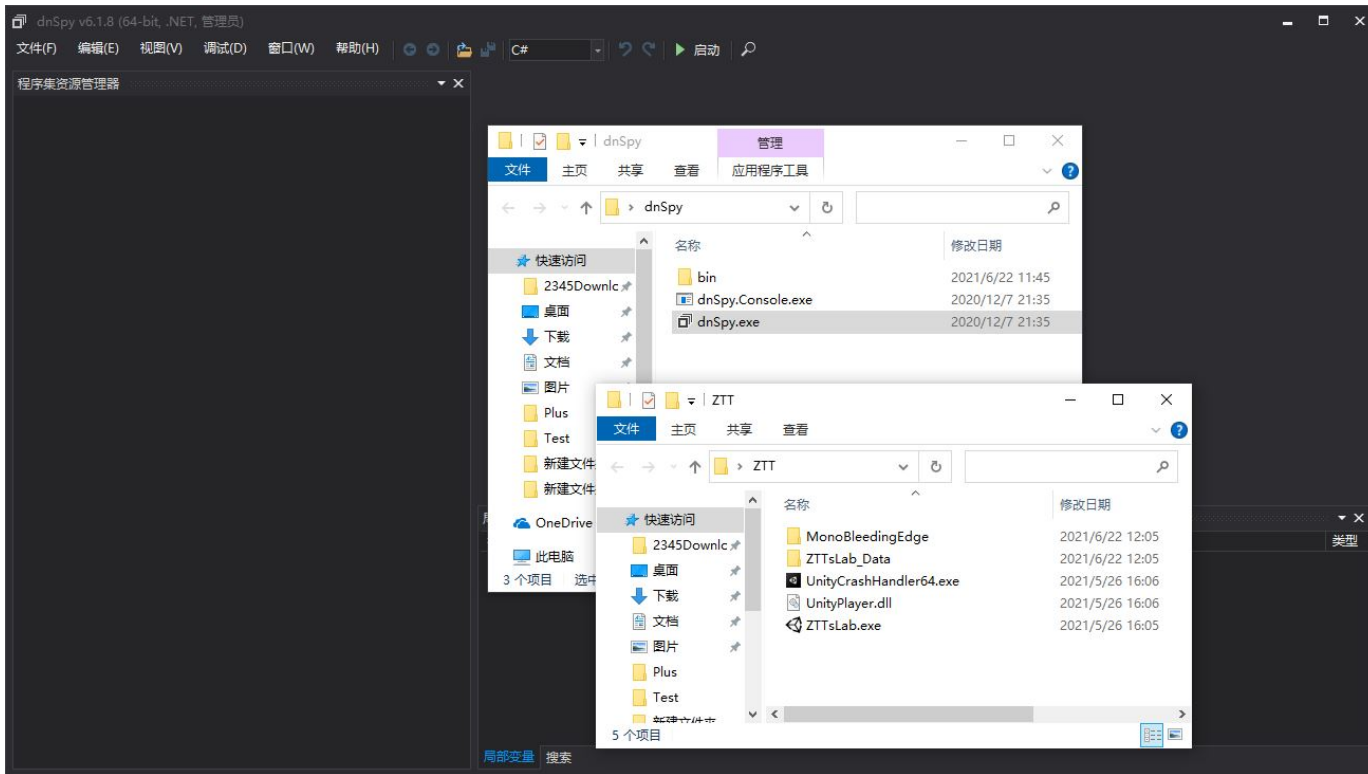 dnSpy v6.1.8 (64-bit, .NET, 管理员)
文件(F) 编辑(E) 视图(V) 调试(D) 窗口(W) 帮助(H) C# 启动
程序集资源管理器
dnSpy 管理
文件 主页 共享 查看 应用程序工具
dnSpy
名称 修改日期
快速访问
2345Downlc
桌面
下载
文档
图片
Plus
Test
新建文件
新建文件
OneDrive
此电脑
bin 2021/6/22 11:45
dnSpy.Console.exe 2020/12/7 21:35
dnSpy.exe 2020/12/7 21:35
3 个项目 选中
ZTT
文件 主页 共享 查看
ZTT
名称 修改日期
快速访问
2345Downlc
桌面
下载
文档
图片
Plus
Test
新建文件夹
MonoBleedingEdge 2021/6/22 12:05
ZTTsLab_Data 2021/6/22 12:05
UnityCrashHandler64.exe 2021/5/26 16:06
UnityPlayer.dll 2021/5/26 16:06
ZTTsLab.exe 2021/5/26 16:05
5 个项目
类型
局部变量 搜索